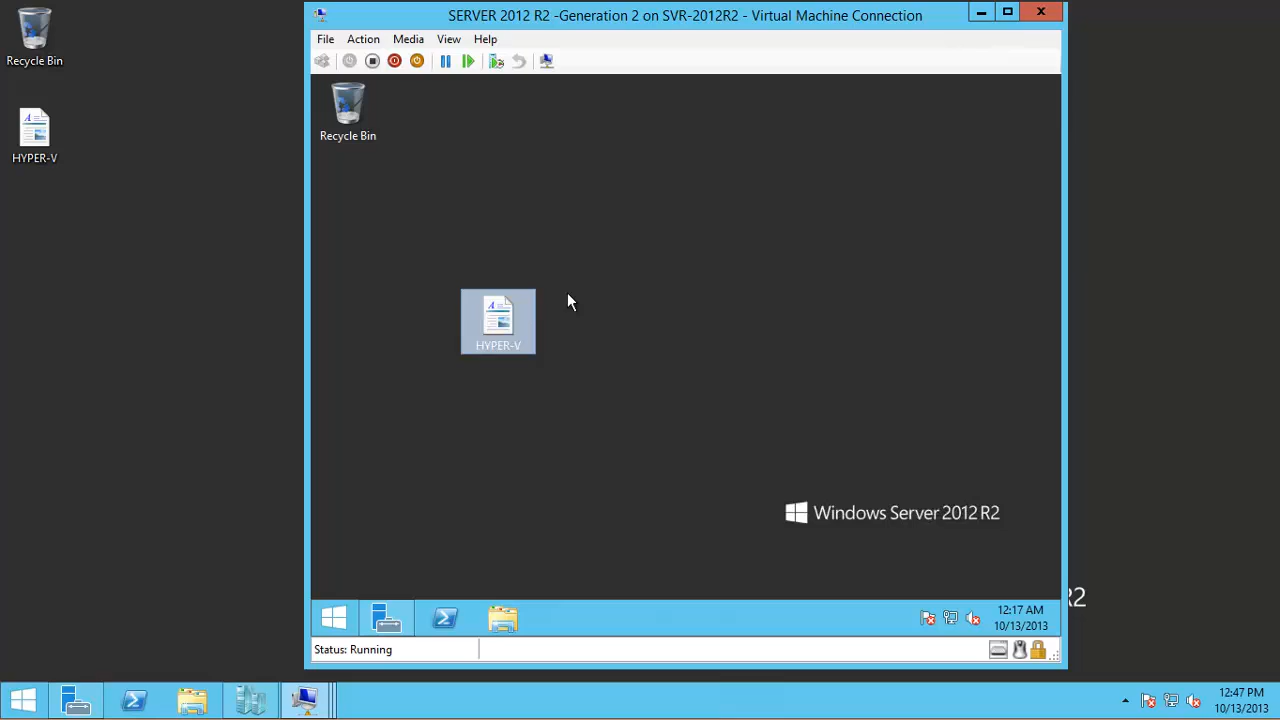 Recycle Bin
HYPER-V
SERVER 2012 R2 -Generation 2 on SVR-2012R2 - Virtual Machine Connection
File Action Media View Help
Recycle Bin
HYPER-V
Windows Server 2012 R2
R2
12:17 AM
10/13/2013
Status: Running
12:47 PM
10/13/2013